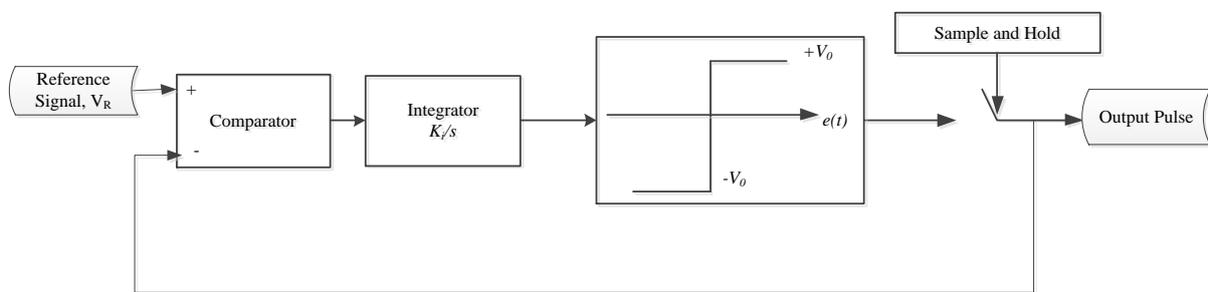 Sample and Hold
Reference
Signal, V_R
+
-
Comparator
Integrator
K_i/s
+V_0
e(t)
-V_0
Output Pulse